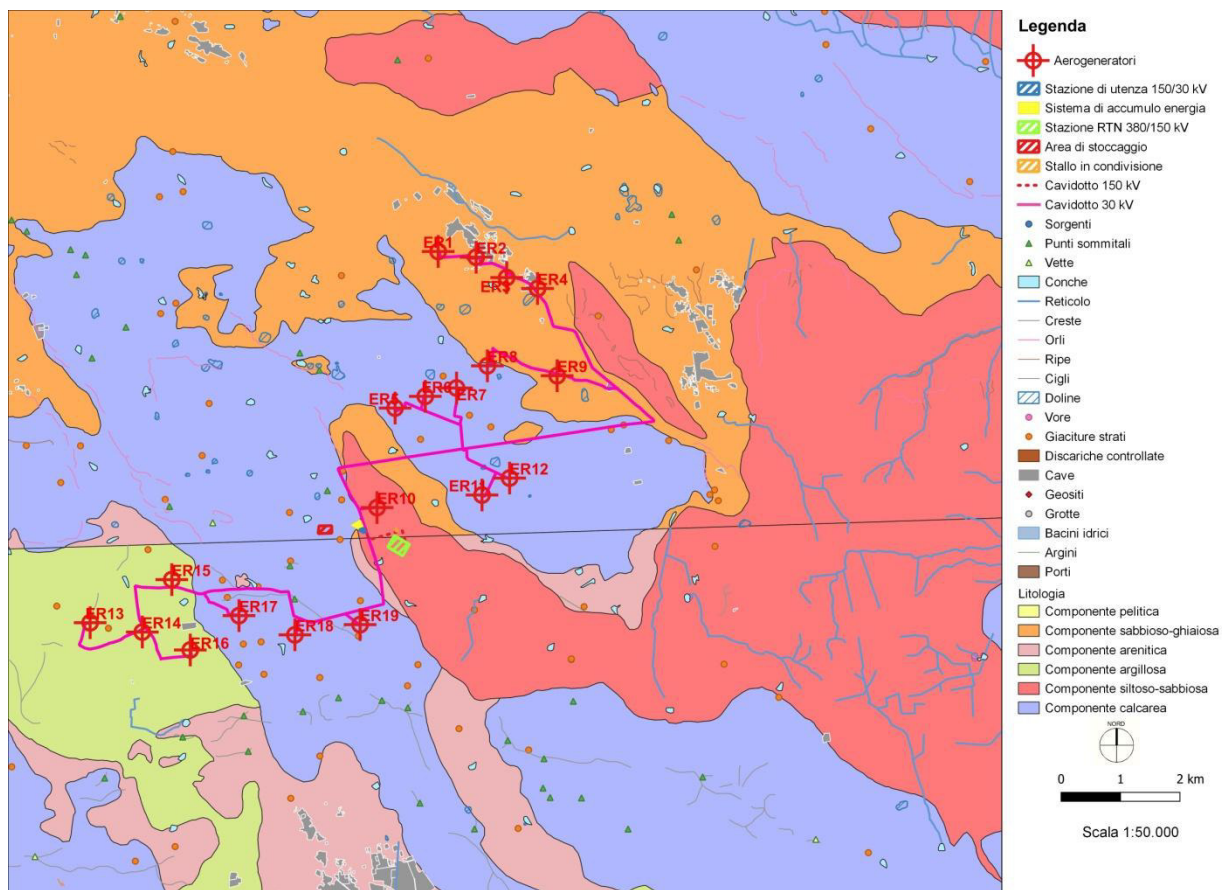 ER1
ER2
ER3
ER4
ER8
ER9
ER6
ER7
ER5
ER12
ER11
ER10
ER15
ER13
ER14
ER17
ER16
ER18
ER19
Legenda
Aerogeneratori
Stazione di utenza 150/30 kV
Sistema di accumulo energia
Stazione RTN 380/150 kV
Area di stoccaggio
Stallo in condivisione
Cavidotto 150 kV
Cavidotto 30 kV
Sorgenti
Punti sommitali
Vette
Conche
Reticolo
Creste
Orli
Ripe
Cigli
Doline
Vore
Giaciture strati
Discariche controllate
Cave
Geositi
Grotte
Bacini idrici
Argini
Porti
Litologia
Componente pelitica
Componente sabbioso-ghiaiosa
Componente arenitica
Componente argillosa
Componente siltoso-sabbiosa
Componente calcarea
NORD
0 1 2 km
Scala 1:50.000